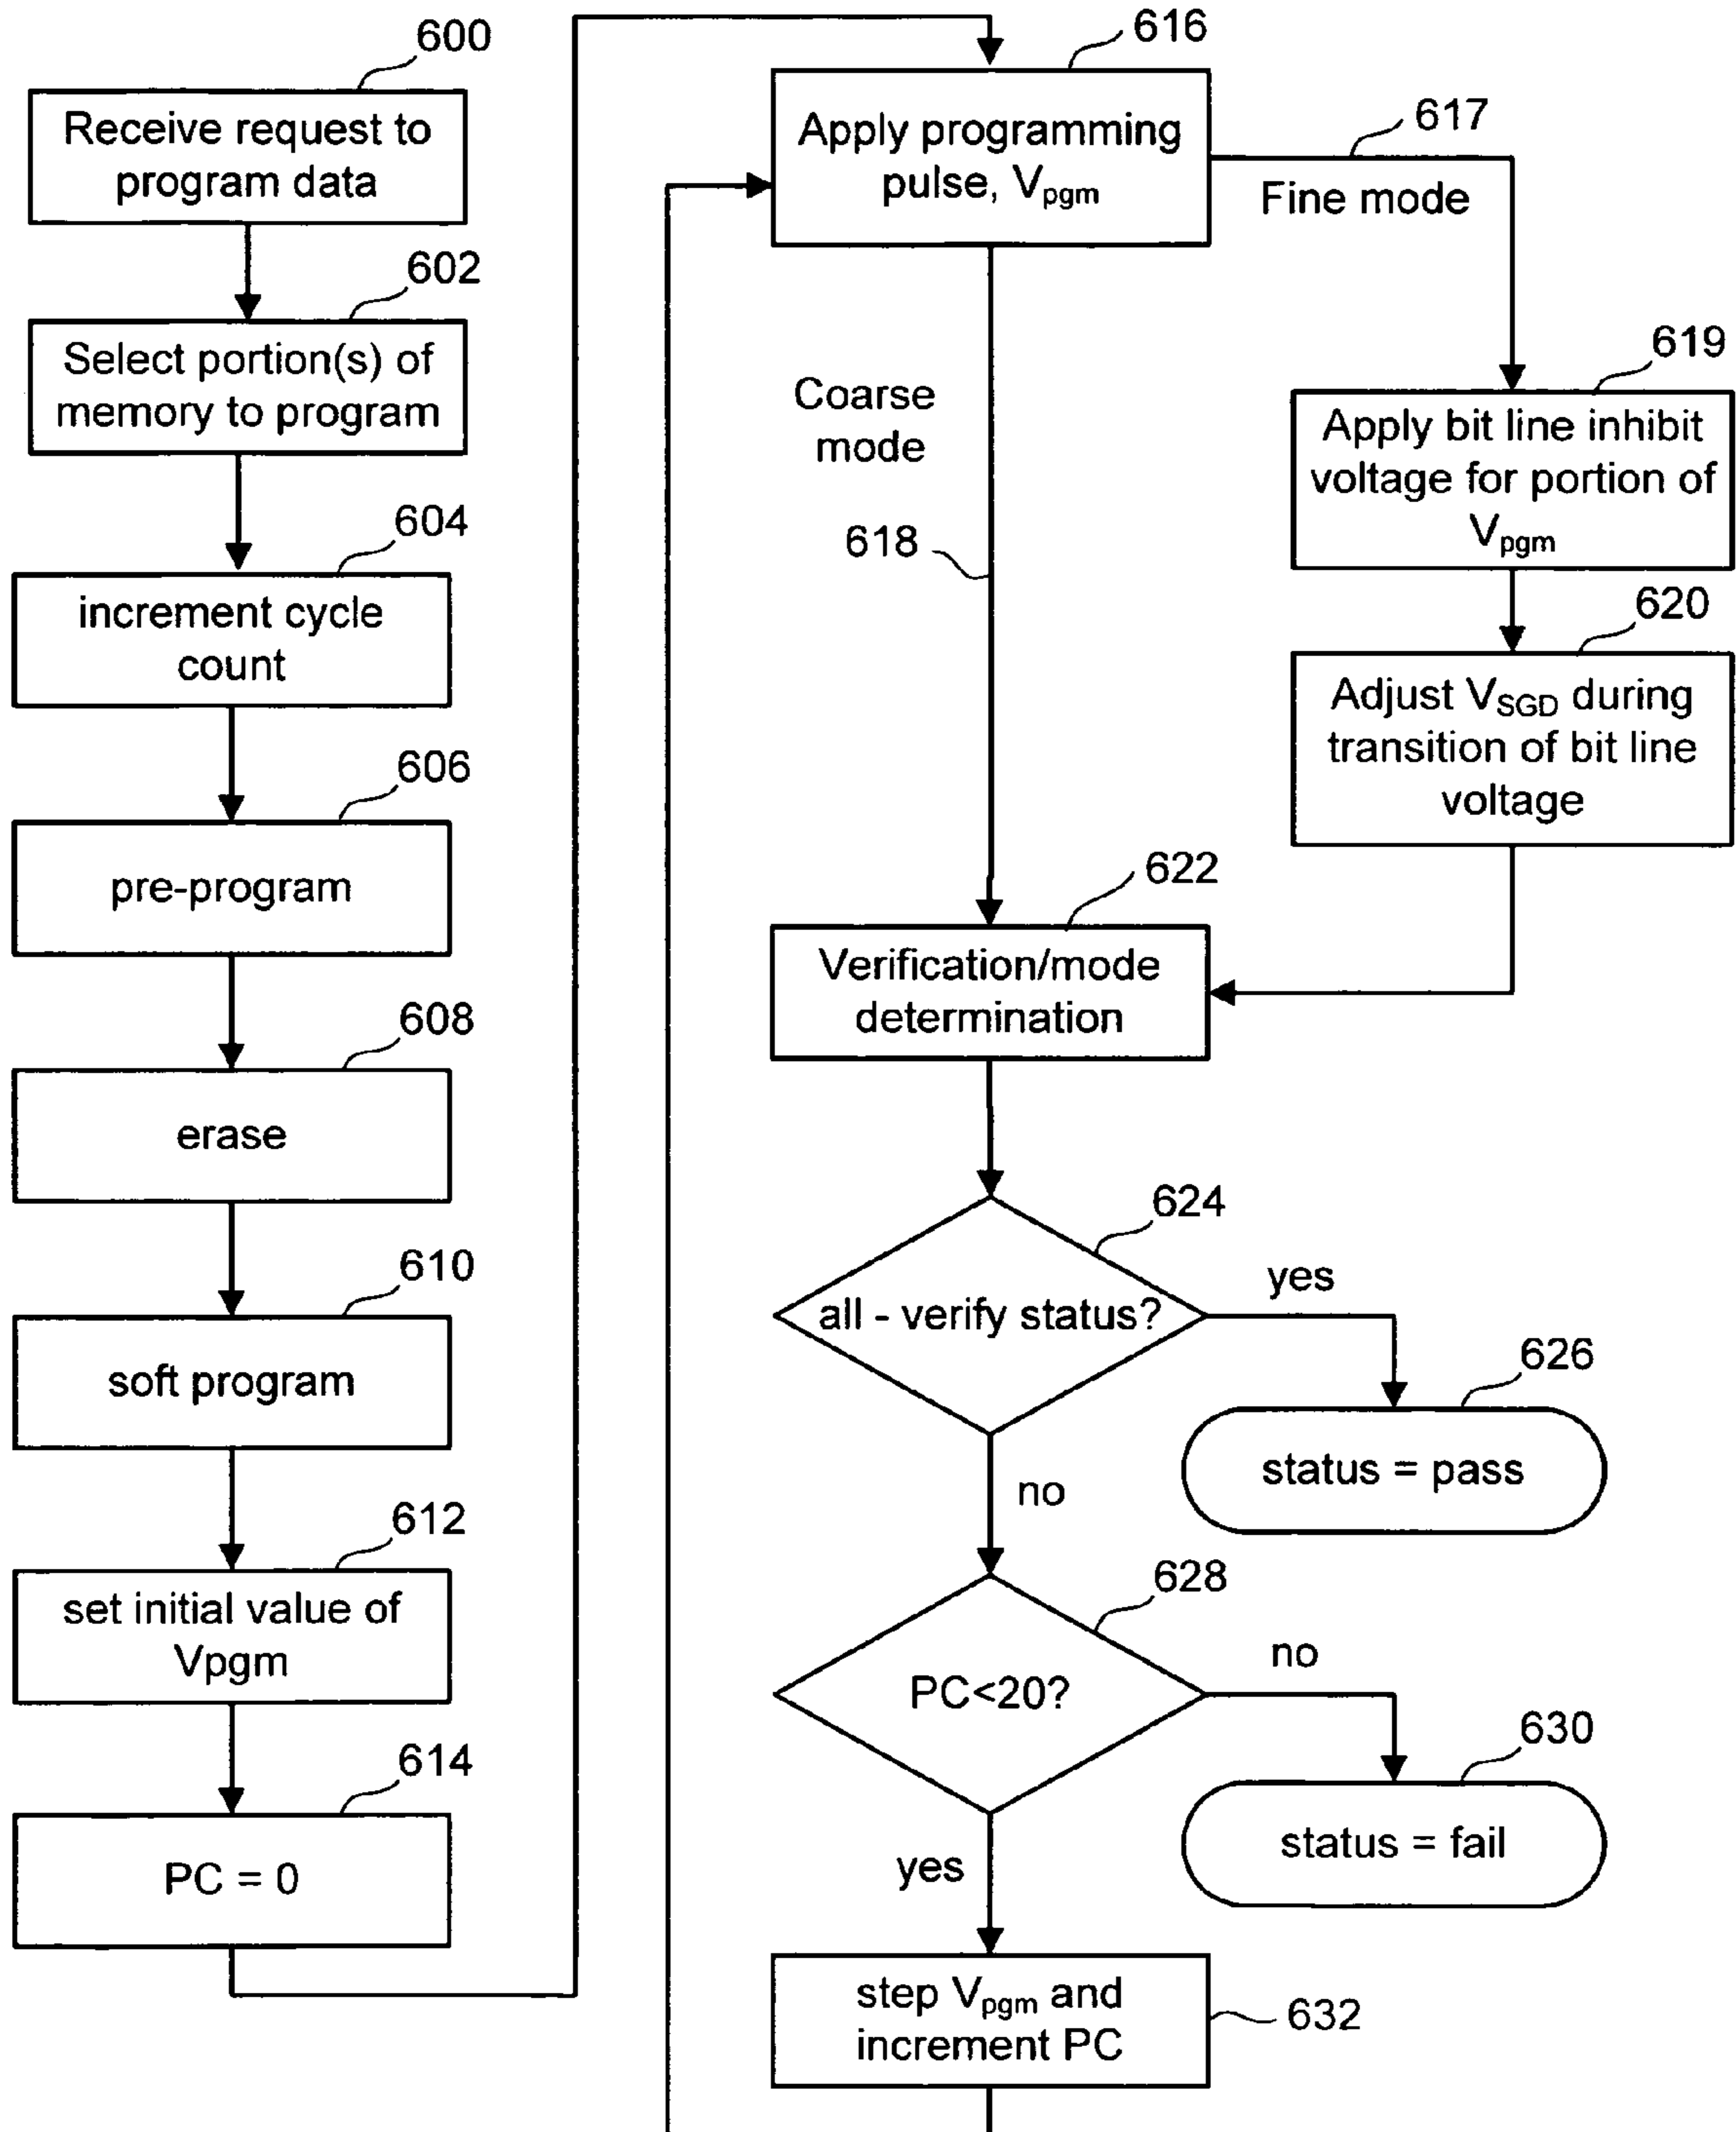 600
Receive request to
program data
602
Select portion(s) of
memory to program
604
increment cycle
count
606
pre-program
608
erase
610
soft program
612
set initial value of
Vpgm
614
PC = 0
616
Apply programming
pulse, Vpgm
617
Fine mode
Coarse
mode
618
619
Apply bit line inhibit
voltage for portion of
Vpgm
620
Adjust VSGD during
transition of bit line
voltage
622
Verification/mode
determination
624
all - verify status?
yes
626
status = pass
no
628
PC<20?
no
630
status = fail
yes
step Vpgm and
increment PC
632